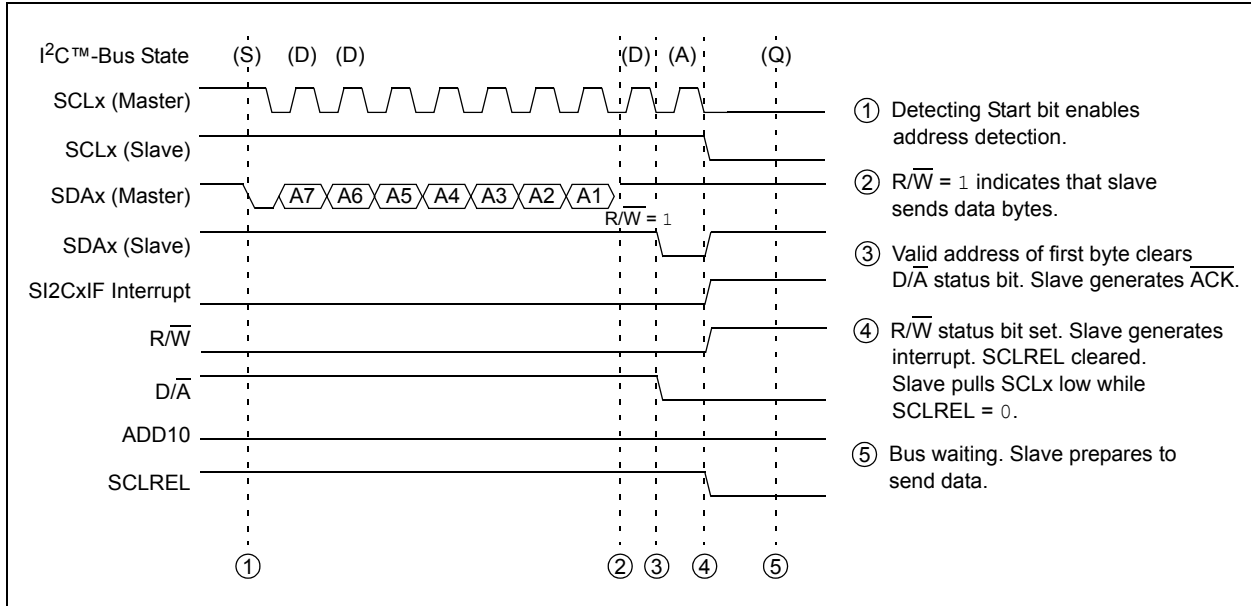 I2C™-Bus State (S) (D) (D) (D) (A) (Q)
SCLx (Master)
SCLx (Slave)
SDAx (Master) A7 A6 A5 A4 A3 A2 A1
R/W = 1
SDAx (Slave)
SI2CxIF Interrupt
R/W
D/A
ADD10
SCLREL
1 2 3 4 5
1 Detecting Start bit enables
address detection.
2 R/W = 1 indicates that slave
sends data bytes.
3 Valid address of first byte clears
D/A status bit. Slave generates ACK.
4 R/W status bit set. Slave generates
interrupt. SCLREL cleared.
Slave pulls SCLx low while
SCLREL = 0.
5 Bus waiting. Slave prepares to
send data.